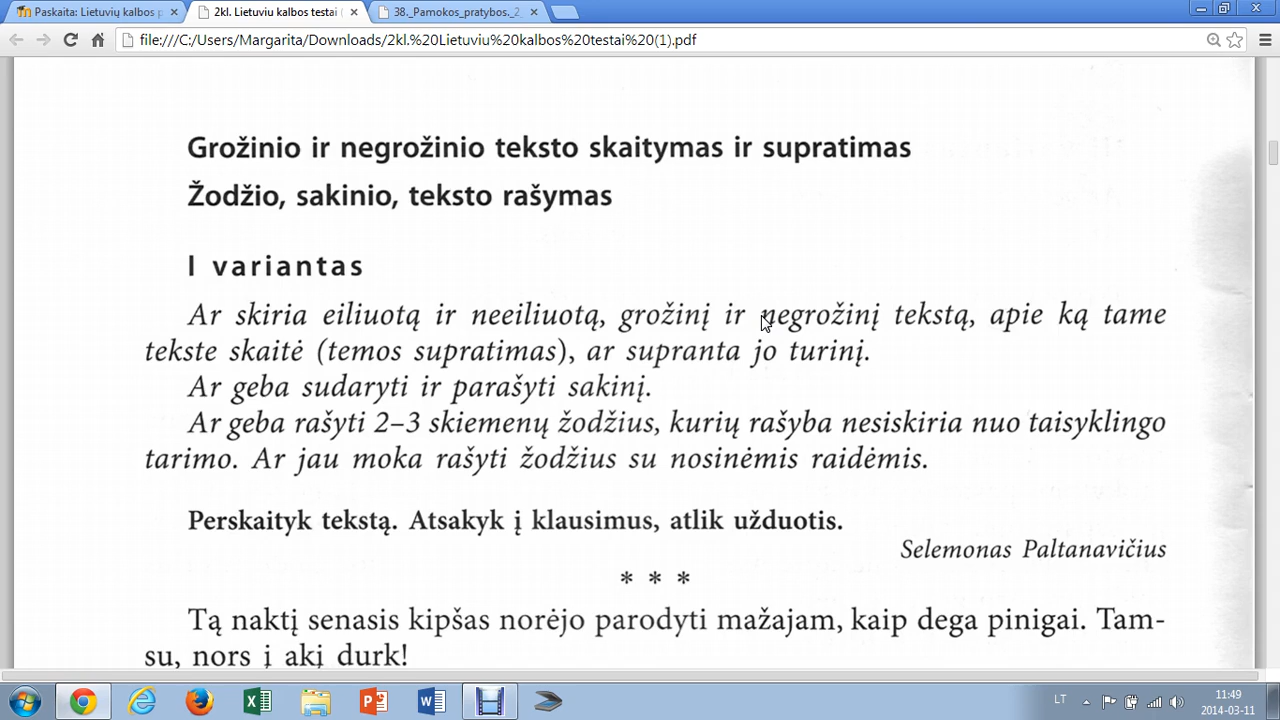 Paskaita: Lietuvių kalbos p
2kl. Lietuviu kalbos testai (
38._Pamokos_pratybos._2_
file:///C:/Users/Margarita/Downloads/2kl.%20Lietuviu%20kalbos%20testai%20(1).pdf
Grožinio ir negrožinio teksto skaitymas ir supratimas
Žodžio, sakinio, teksto rašymas
I variantas
Ar skiria eiliuotą ir neeiliuotą, grožinį ir negrožinį tekstą, apie ką tame
tekste skaitė (temos supratimas), ar supranta jo turinį.
Ar geba sudaryti ir parašyti sakinį.
Ar geba rašyti 2–3 skiemenų žodžius, kurių rašyba nesiskiria nuo taisyklingo
tarimo. Ar jau moka rašyti žodžius su nosinėmis raidėmis.
Perskaityk tekstą. Atsakyk į klausimus, atlik užduotis.
Selemonas Paltanavičius
* * *
Tą naktį senasis kipšas norėjo parodyti mažajam, kaip dega pinigai. Tam-
su, nors į akį durk!
LT
11:49
2014-03-11